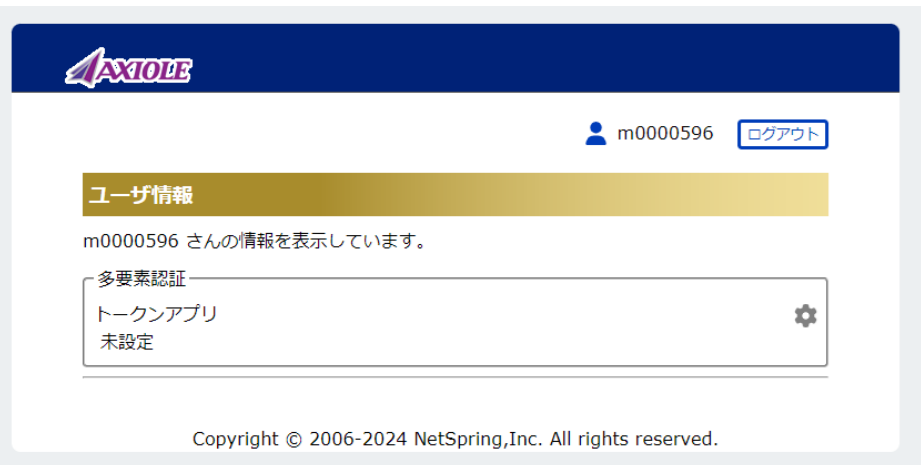 AXIOLE
m0000596 ログアウト
ユーザ情報
m0000596 さんの情報を表示しています。
多要素認証
トークンアプリ
未設定
Copyright © 2006-2024 NetSpring,Inc. All rights reserved.